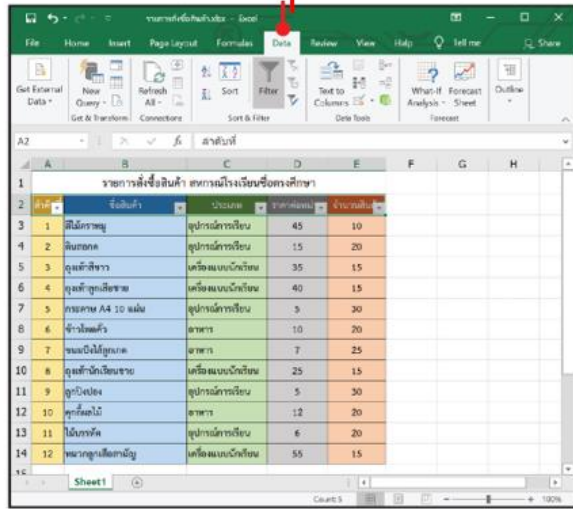 รายการสั่งซื้อสินค้า.xlsx - Excel
File Home Insert Page Layout Formulas Data Review View Help Tell me Share
Get External Data New Query Refresh All Sort Filter Text to Columns What-If Analysis Forecast Sheet Outline
Get & Transform Connections Sort & Filter Data Tools Forecast
A2 fx ลำดับที่
A B C D E F G H
1 รายการสั่งซื้อสินค้า สหกรณ์โรงเรียนซื่อตรงศึกษา
2 ชื่อสินค้า ประเภท
3 1 สีไม้คราหมู อุปกรณ์การเรียน 45 10
4 2 ดินสอกด อุปกรณ์การเรียน 15 20
5 3 ถุงเท้าสีขาว เครื่องแบบนักเรียน 35 15
6 4 ถุงเท้าลูกเสือชาย เครื่องแบบนักเรียน 40 15
7 5 กระดาษ A4 10 แผ่น อุปกรณ์การเรียน 5 30
8 6 ข้าวโพดคั่ว อาหาร 10 20
9 7 ขนมปังไส้ลูกเกด อาหาร 7 25
10 8 ถุงเท้านักเรียนชาย เครื่องแบบนักเรียน 25 15
11 9 ลูกปิงปอง อุปกรณ์การเรียน 5 30
12 10 คุกกี้ผลไม้ อาหาร 12 20
13 11 ไม้บรรทัด อุปกรณ์การเรียน 6 20
14 12 หมวกลูกเสือสามัญ เครื่องแบบนักเรียน 55 15
Sheet1
Count: 5 100%